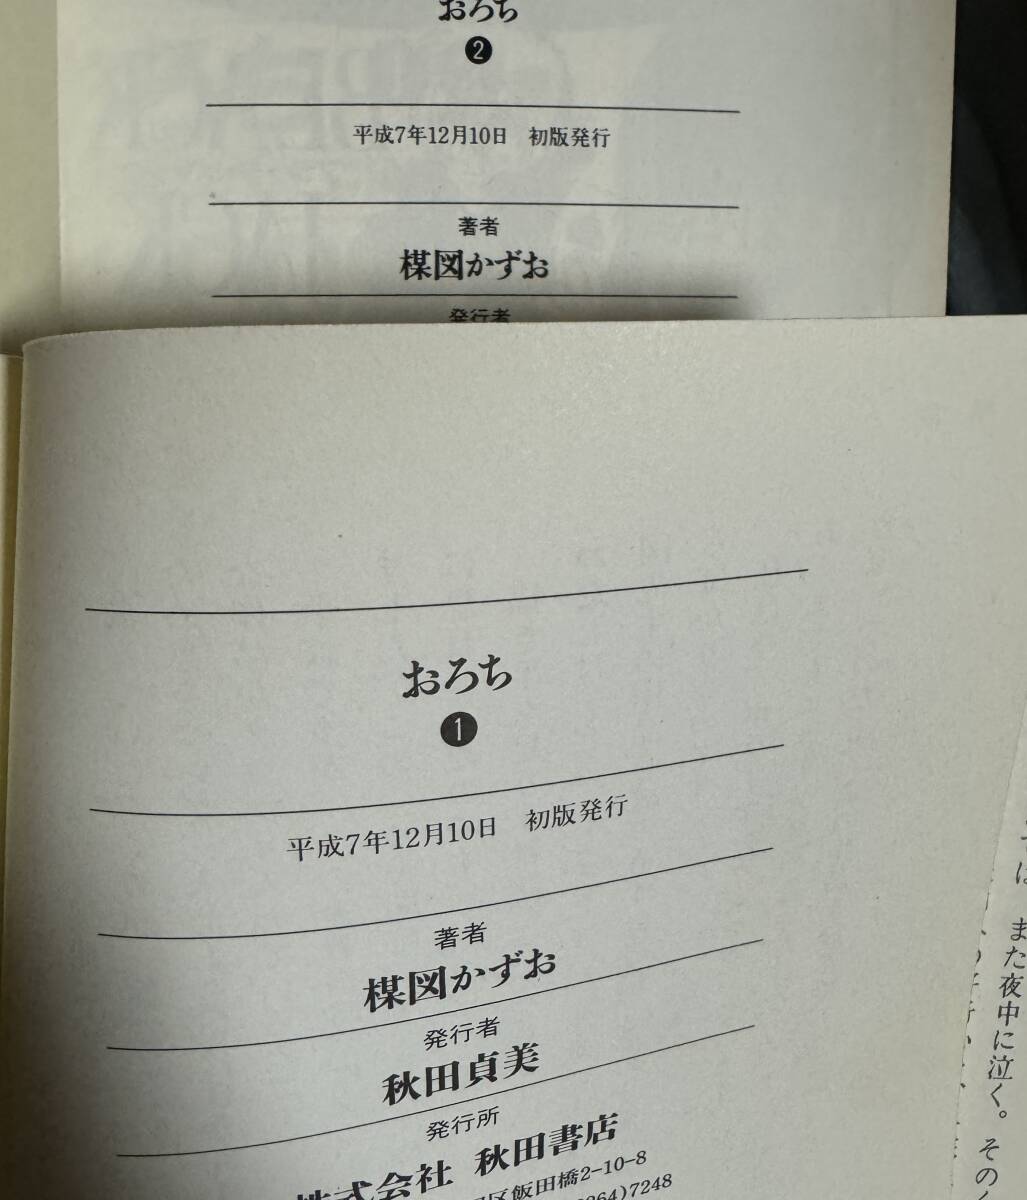 おろち
2
平成7年12月10日 初版発行
著者
楳図かずお
発行者
おろち
1
平成7年12月10日 初版発行
著者
楳図かずお
発行者
秋田貞美
発行所
株式会社 秋田書店
区飯田橋2-10-8
264)7248
は
また夜中に泣く。
その